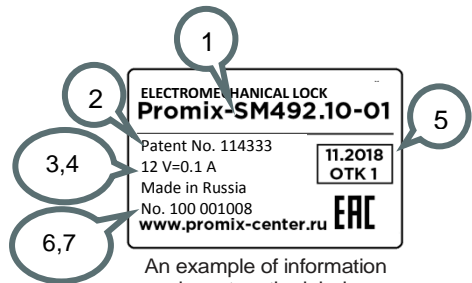 1
ELECTROMECHANICAL LOCK
Promix-SM492.10-01
2
Patent No. 114333
5
11.2018
OTK 1
3,4
12 V=0.1 A
Made in Russia
6,7
No. 100 001008
www.promix-center.ru
EAC
An example of information